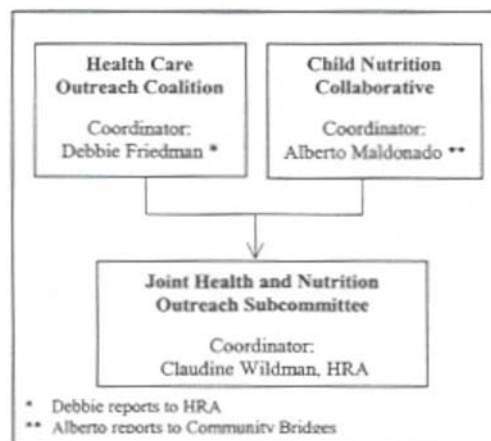 Health Care
Outreach Coalition
Coordinator:
Debbie Friedman *
Child Nutrition
Collaborative
Coordinator:
Alberto Maldonado **
Joint Health and Nutrition
Outreach Subcommittee
Coordinator:
Claudine Wildman, HRA
* Debbie reports to HRA
** Alberto reports to Community Bridges